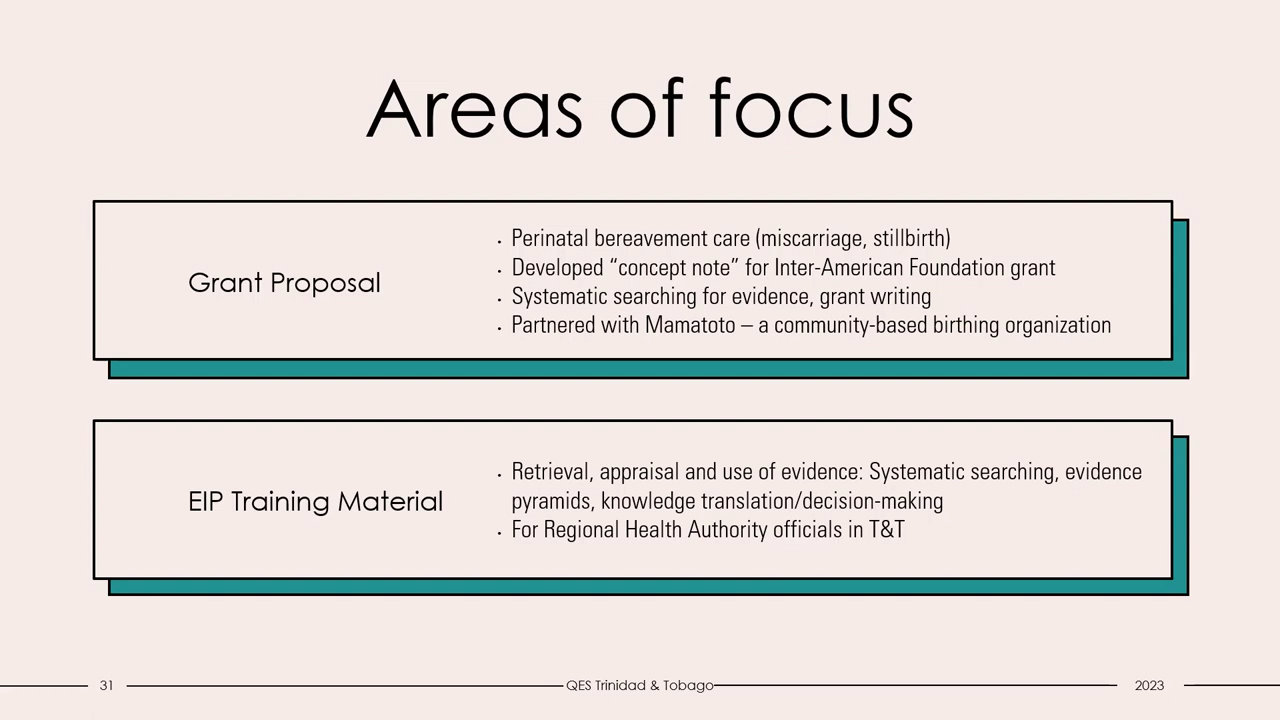 Areas of focus
Grant Proposal
· Perinatal bereavement care (miscarriage, stillbirth)
· Developed “concept note” for Inter-American Foundation grant
· Systematic searching for evidence, grant writing
· Partnered with Mamatoto – a community-based birthing organization
EIP Training Material
· Retrieval, appraisal and use of evidence: Systematic searching, evidence
pyramids, knowledge translation/decision-making
· For Regional Health Authority officials in T&T
31
QES Trinidad & Tobago
2023